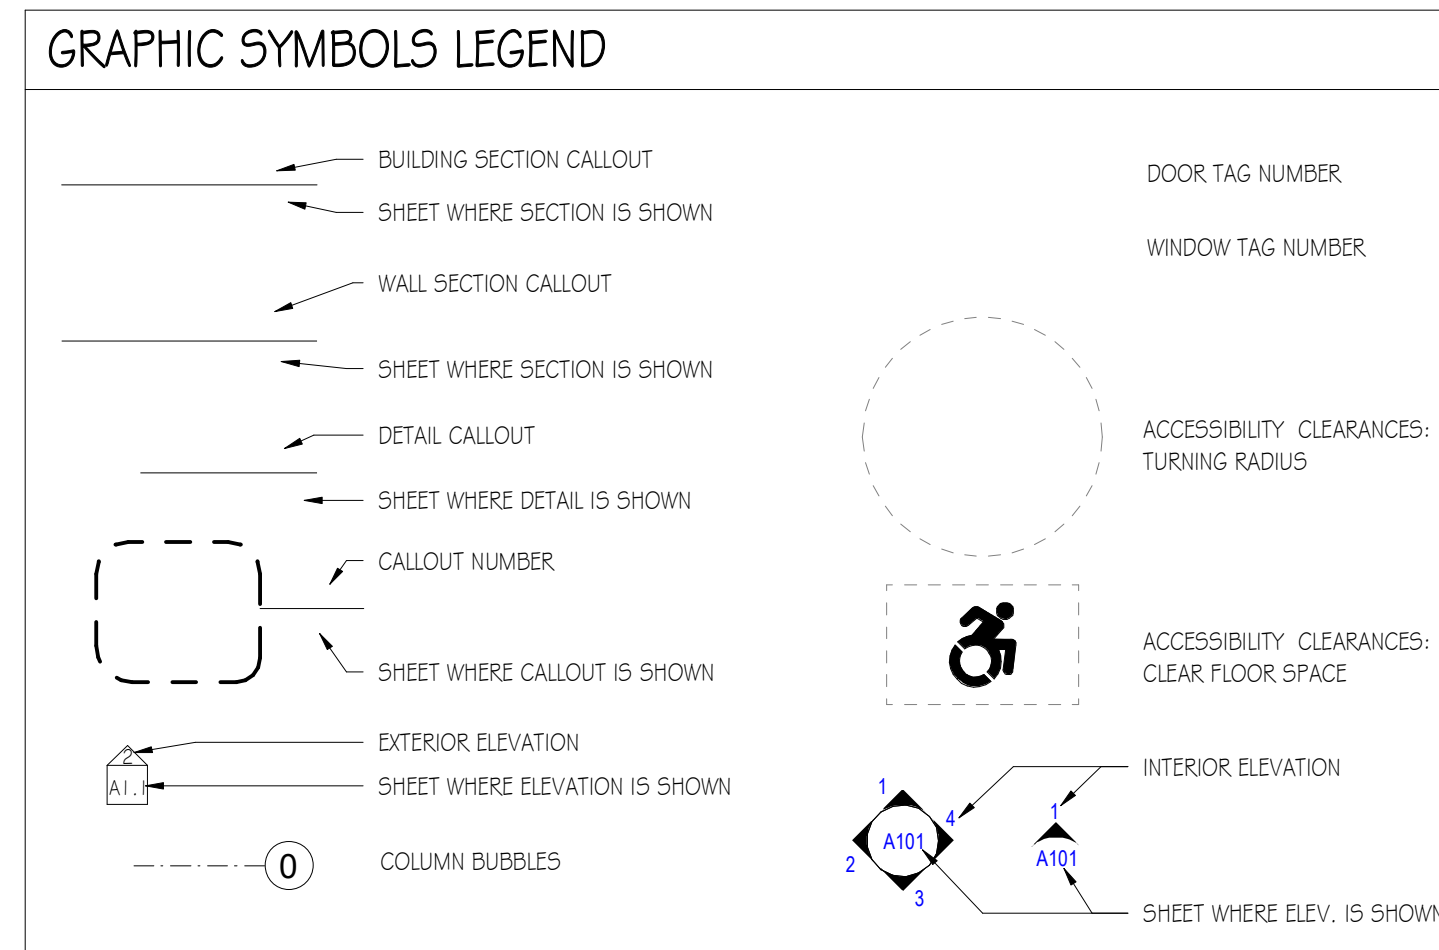 GRAPHIC SYMBOLS LEGEND
BUILDING SECTION CALLOUT
SHEET WHERE SECTION IS SHOWN
WALL SECTION CALLOUT
SHEET WHERE SECTION IS SHOWN
DETAIL CALLOUT
SHEET WHERE DETAIL IS SHOWN
CALLOUT NUMBER
SHEET WHERE CALLOUT IS SHOWN
2
EXTERIOR ELEVATION
A1.1
SHEET WHERE ELEVATION IS SHOWN
0
COLUMN BUBBLES
DOOR TAG NUMBER
WINDOW TAG NUMBER
ACCESSIBILITY CLEARANCES:
TURNING RADIUS
ACCESSIBILITY CLEARANCES:
CLEAR FLOOR SPACE
INTERIOR ELEVATION
1
4
A101
2
3
1
A101
SHEET WHERE ELEV. IS SHOWN